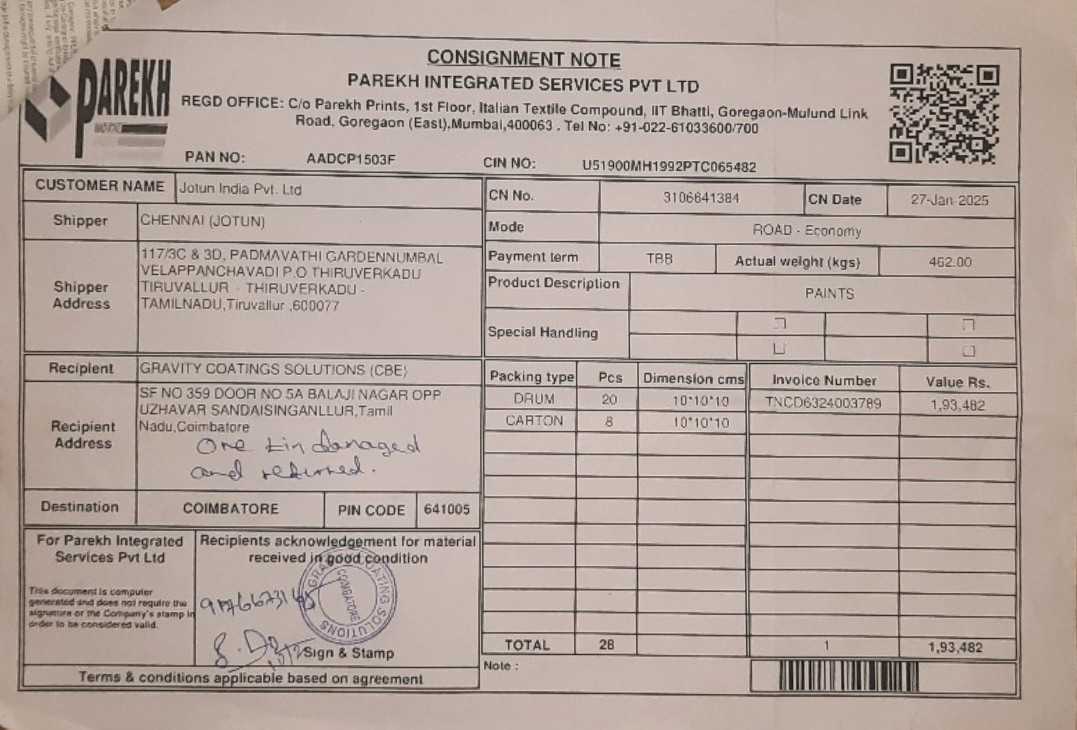 CONSIGNMENT NOTE
PAREKH INTEGRATED SERVICES PVT LTD
PAREKH
REGD OFFICE: C/o Parekh Prints, 1st Floor, Italian Textile Compound, IIT Bhatti, Goregaon-Mulund Link
Road, Goregaon (East),Mumbai,400063 . Tel No: +91-022-61033600/700
PAN NO: AADCP1503F CIN NO: U51900MH1992PTC065482
CUSTOMER NAME Jotun India Pvt. Ltd
Shipper CHENNAI (JOTUN)
Shipper Address
117/3C & 3D, PADMAVATHI GARDENNUMBAL
VELAPPANCHAVADI P.O THIRUVERKADU
TIRUVALLUR - THIRUVERKADU -
TAMILNADU,Tiruvallur ,600077
Recipient GRAVITY COATINGS SOLUTIONS (CBE)
Recipient Address
SF NO 359 DOOR NO 5A BALAJI NAGAR OPP
UZHAVAR SANDAISINGANLLUR,Tamil
Nadu,Coimbatore
One tin damaged
and returned.
Destination COIMBATORE PIN CODE 641005
For Parekh Integrated
Services Pvt Ltd
This document is computer
generated and does not require the
signature or the Company's stamp in
order to be considered valid.
Recipients acknowledgement for material
received in good condition
COATING SOLUTIONS
COIMBATORE
Sign & Stamp
Terms & conditions applicable based on agreement
CN No. 3106641384 CN Date 27-Jan-2025
Mode ROAD - Economy
Payment term TBB Actual weight (kgs) 462.00
Product Description PAINTS
Special Handling
Packing type Pcs Dimension cms Invoice Number Value Rs.
DRUM 20 10*10*10 TNCD6324003789 1,93,482
CARTON 8 10*10*10
TOTAL 28 1 1,93,482
Note :